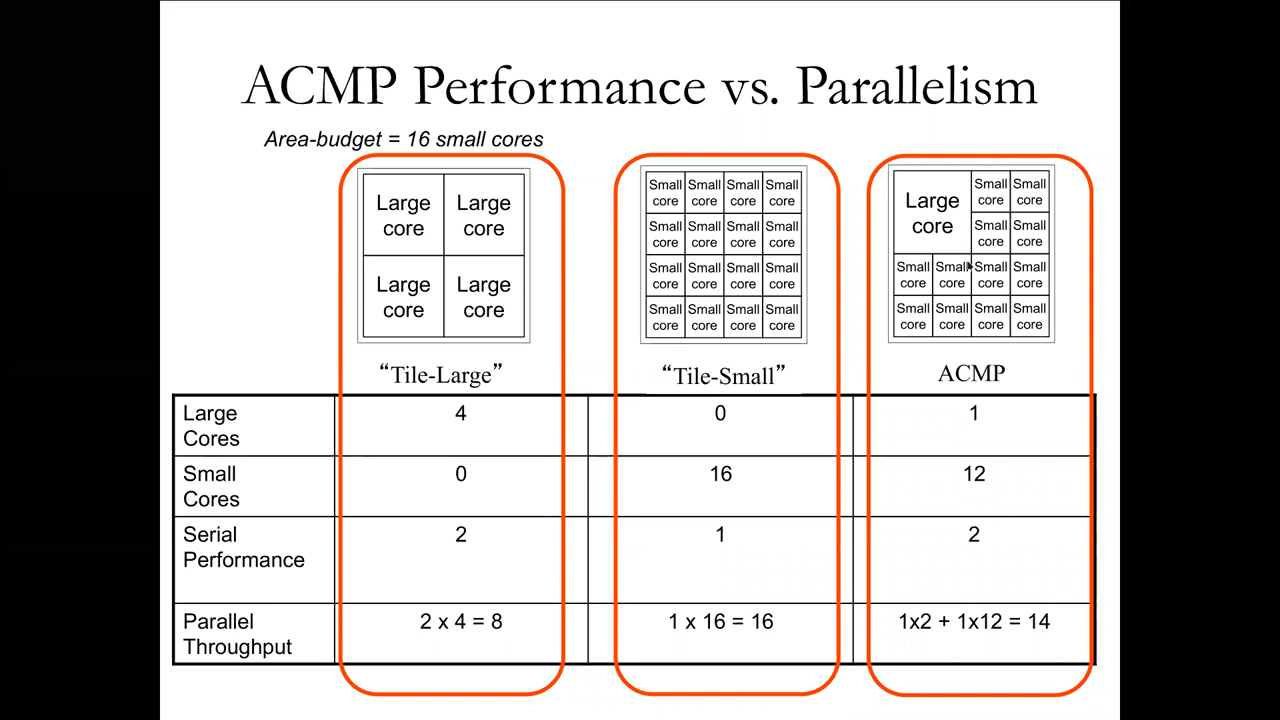 ACMP Performance vs. Parallelism
Area-budget = 16 small cores
Large Large
core core
Large Large
core core
Small Small Small Small
core core core core
Small Small Small Small
core core core core
Small Small Small Small
core core core core
Small Small Small Small
core core core core
Large
core
Small Small
core core
Small Small
core core
Small Small Small Small
core core core core
Small Small Small Small
core core core core
“Tile-Large” “Tile-Small” ACMP
Large
Cores
4 0 1
Small
Cores
0 16 12
Serial
Performance
2 1 2
Parallel
Throughput
2 x 4 = 8 1 x 16 = 16 1x2 + 1x12 = 14